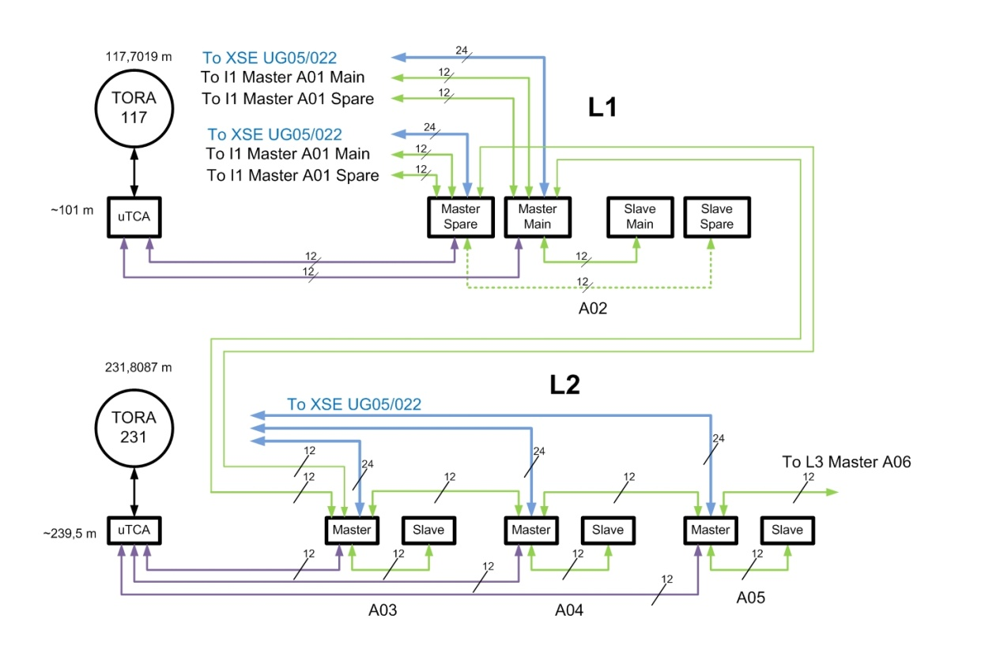 117,7019 m
TORA
117
~101 m
uTCA
To XSE UG05/022
To I1 Master A01 Main
To I1 Master A01 Spare
24
12
12
To XSE UG05/022
To I1 Master A01 Main
To I1 Master A01 Spare
24
12
12
L1
Master
Spare
Master
Main
Slave
Main
Slave
Spare
12
12
12
12
A02
231,8087 m
TORA
231
~239,5 m
uTCA
L2
To XSE UG05/022
12
12
24
12
24
12
24
To L3 Master A06
12
Master
Slave
Master
Slave
Master
Slave
12
12
12
12
12
12
A03
A04
A05